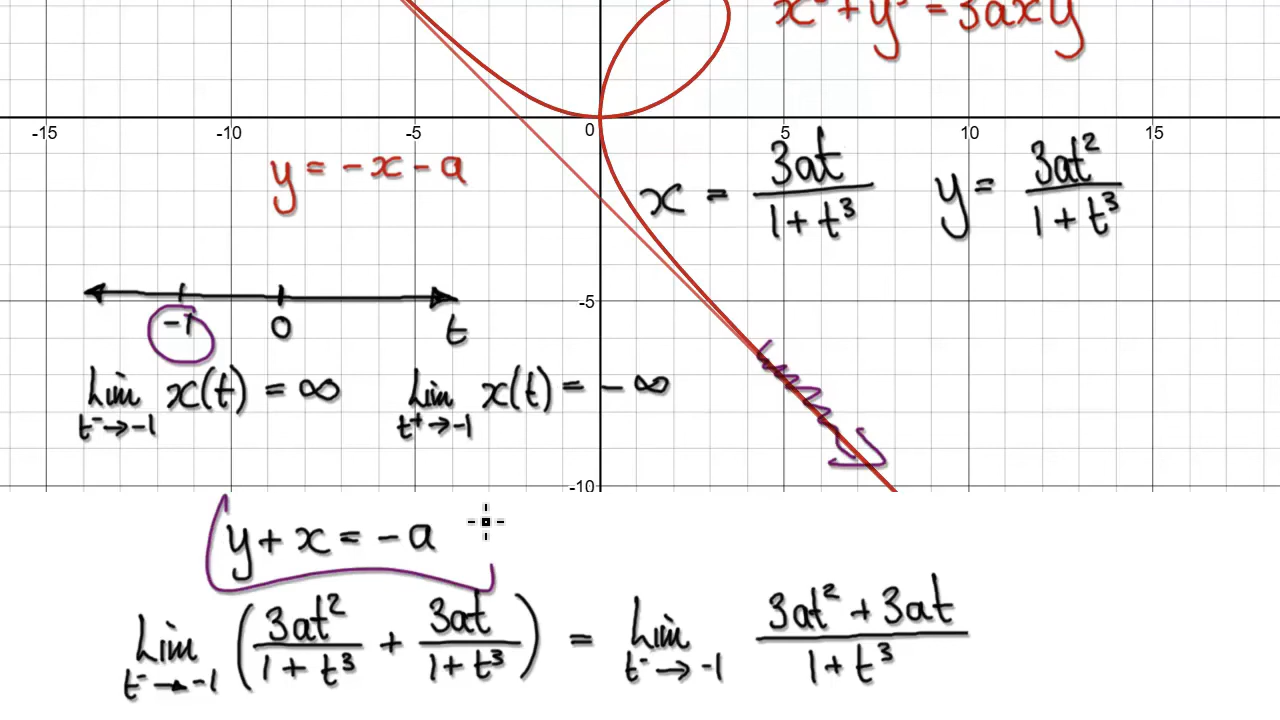 x³ + y³ = 3axy
-15 -10 -5 0 5 10 15
y = -x - a
x = 3at / 1 + t³ y = 3at² / 1 + t³
-5
-1 0 t
Lim t⁻→-1 x(t) = ∞ Lim t⁺→-1 x(t) = -∞
-10
y + x = -a
Lim t⁻→-1 (3at² / 1 + t³ + 3at / 1 + t³) = Lim t⁻→-1 3at² + 3at / 1 + t³